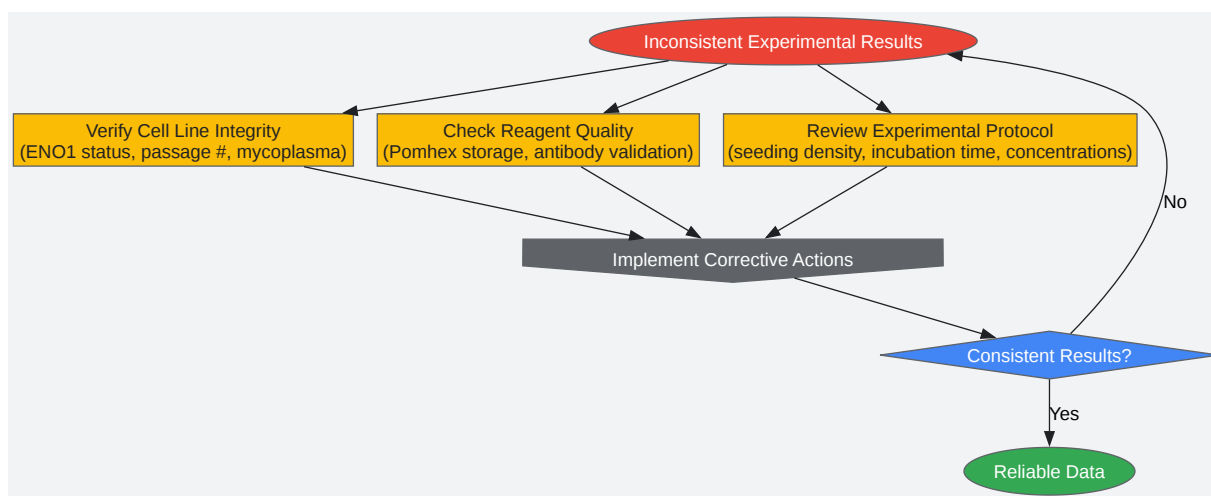 Inconsistent Experimental Results
Verify Cell Line Integrity
(ENO1 status, passage #, mycoplasma)
Check Reagent Quality
(Pomhex storage, antibody validation)
Review Experimental Protocol
(seeding density, incubation time, concentrations)
No
Implement Corrective Actions
Consistent Results?
Yes
Reliable Data